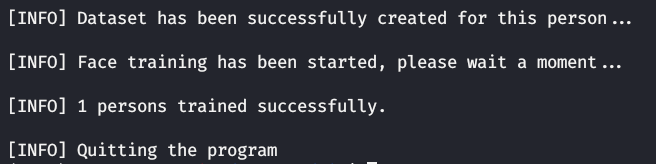 [INFO] Dataset has been successfully created for this person...
[INFO] Face training has been started, please wait a moment...
[INFO] 1 persons trained successfully.
[INFO] Quitting the program